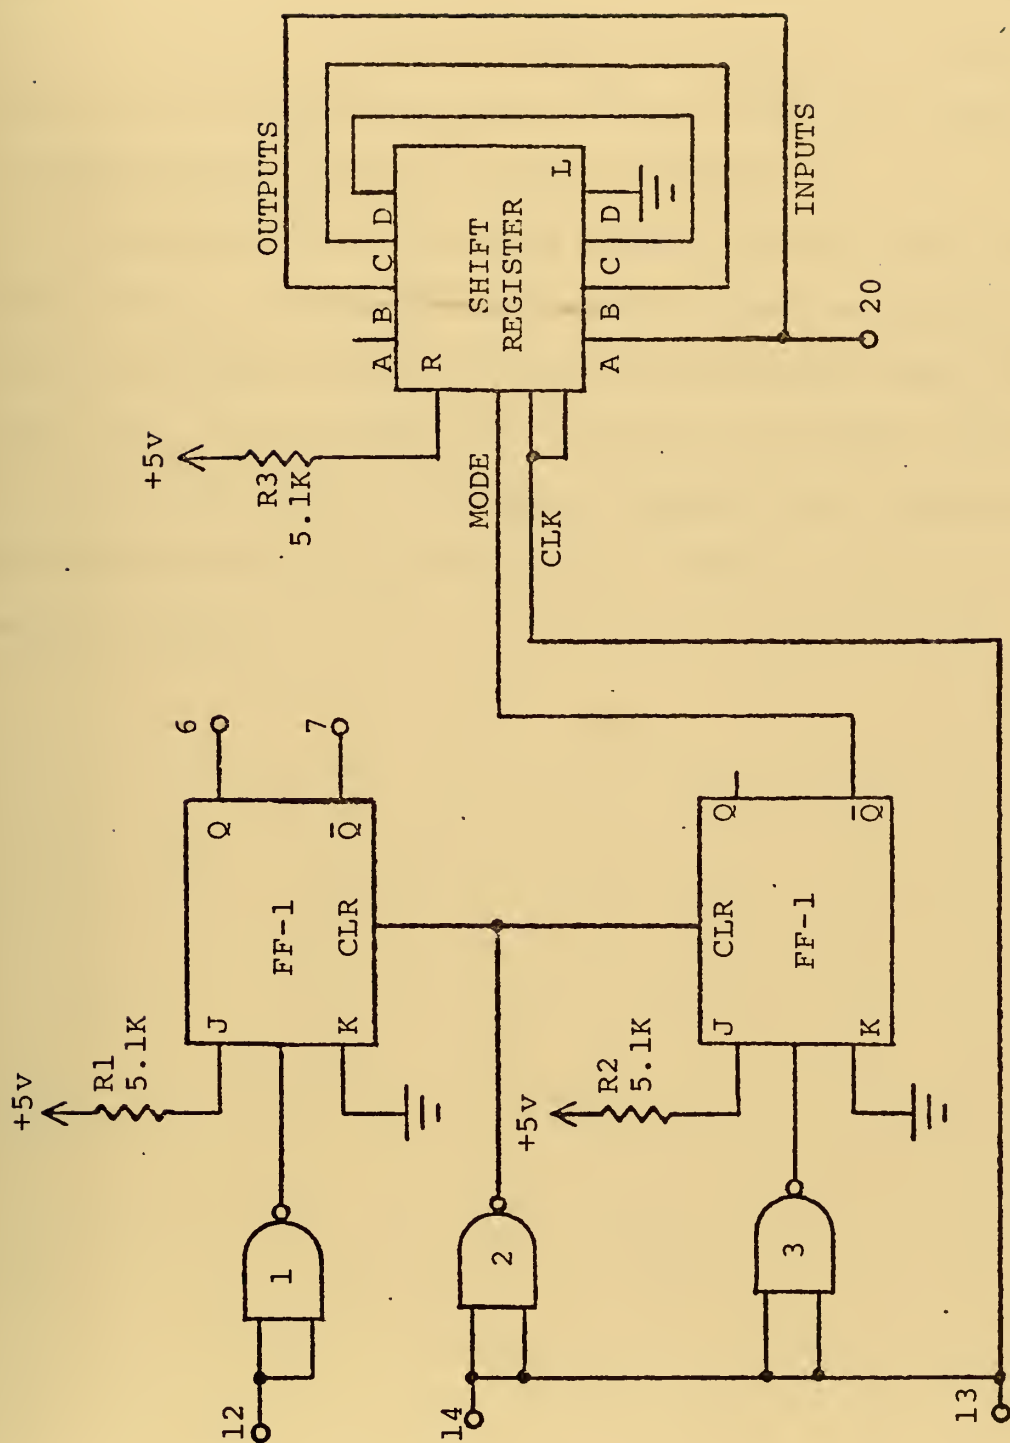 +5v
R1
5.1K
12
1
J
K
FF-1
CLR
Q
Q̅
6
7
14
2
+5v
R2
5.1K
3
13
J
K
CLR
FF-1
Q
Q̅
+5v
R3
5.1K
MODE
CLK
R
SHIFT
REGISTER
L
A
B
C
D
OUTPUTS
A
B
C
D
INPUTS
20